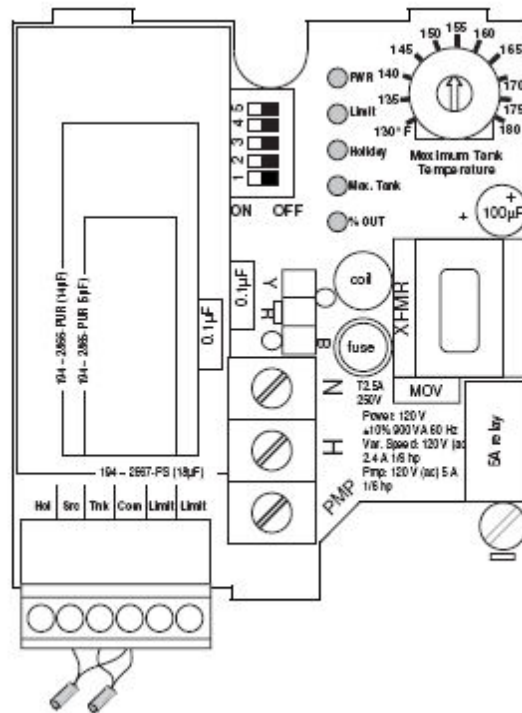 155
150 160
145 165
140 170
135 175
130°F 180
Maximum Tank
Temperature
PWR
Limit
Holiday
Max. Tank
% OUT
5
4
3
2
1
ON OFF
+
+ 100µF
194 – 2866-PUR (14µF)
194 – 2865-PUR (5µF)
0.1µF
0.1µF
Y
H
B
coil
fuse
XFMR
MOV
T2.5A
250V
Power: 120 V
±10% 900 VA 60 Hz
Var. Speed: 120 V (ac)
2.4 A 1/6 hp
Pmp: 120 V (ac) 5 A
1/6 hp
5A relay
N
H
PMP
194 – 2867-PS (18µF)
Hol Src Tnk Com Limit Limit